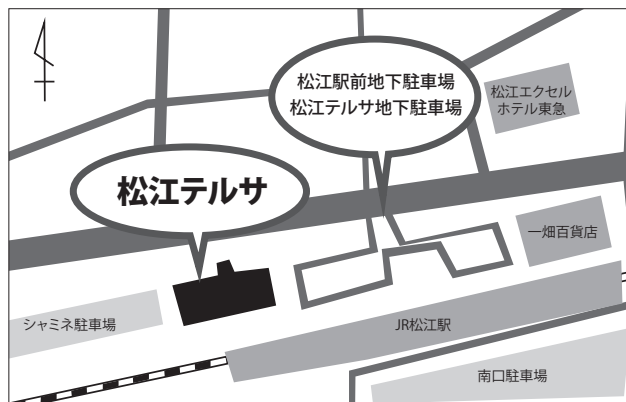 松江駅前地下駐車場
松江テルサ地下駐車場
松江エクセル
ホテル東急
松江テルサ
一畑百貨店
シャミネ駐車場
JR松江駅
南口駐車場